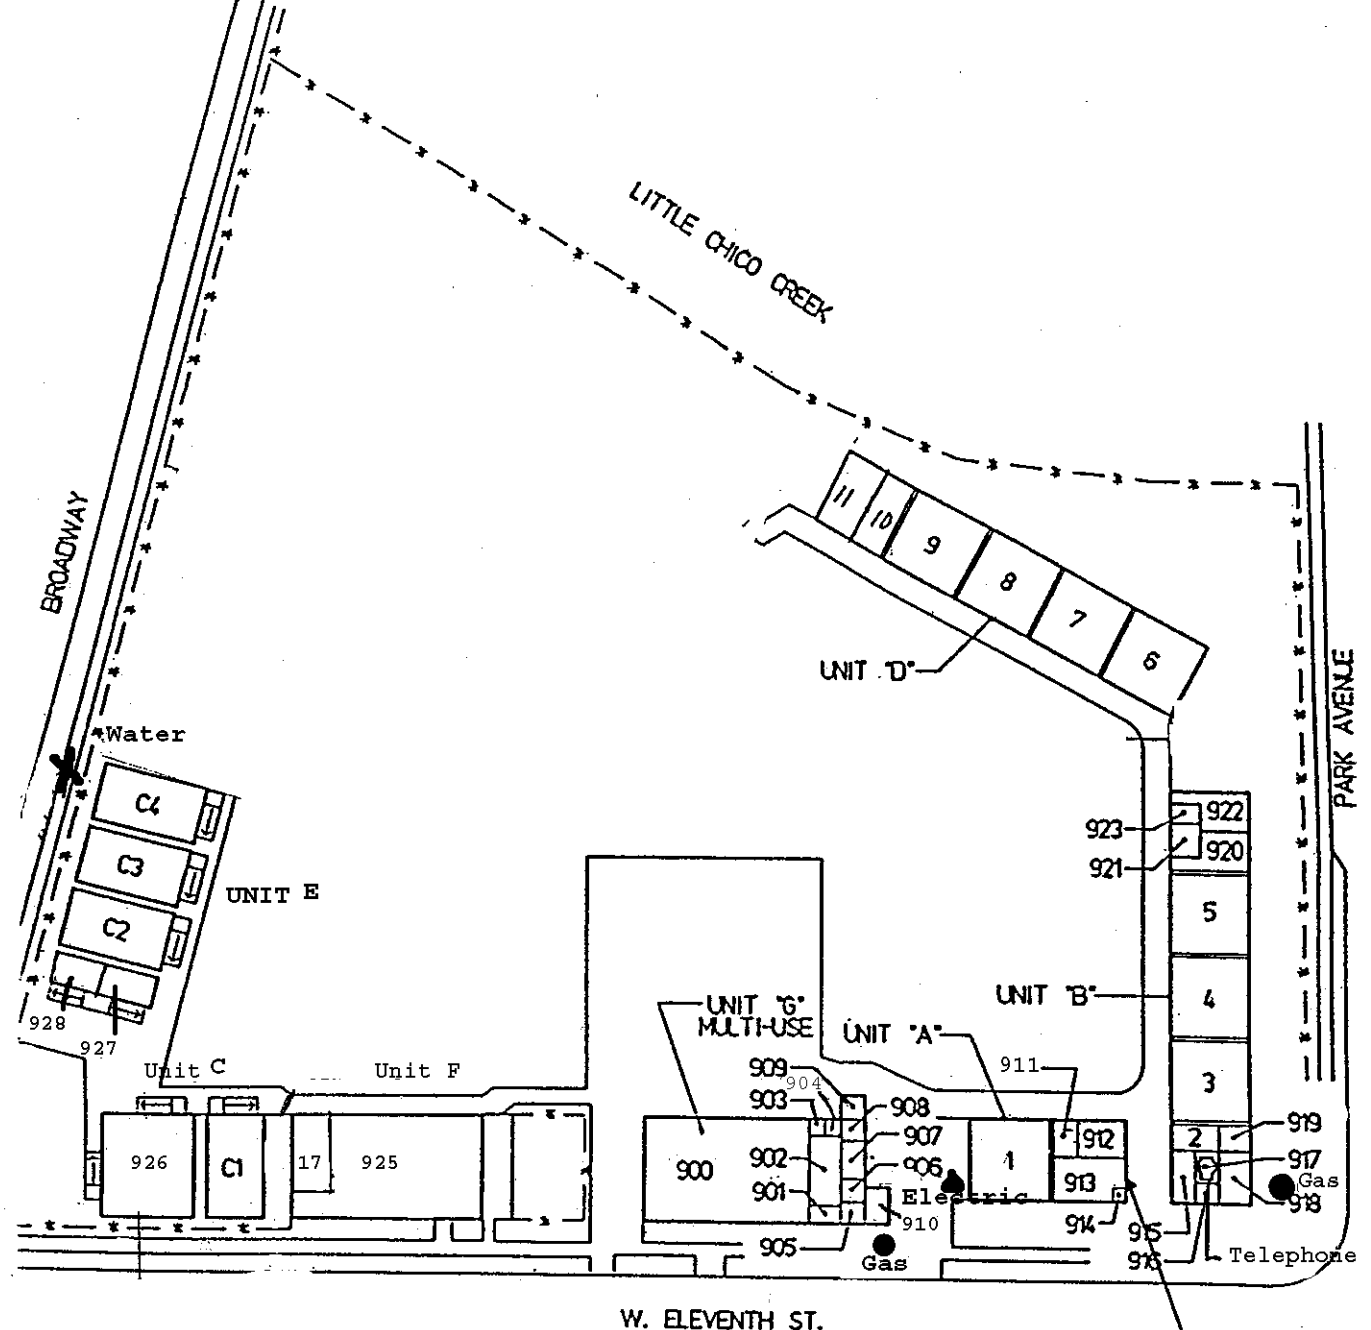 LITTLE CHICO CREEK
BROADWAY
PARK AVENUE
11
10
9
8
7
6
UNIT "D"
Water
C4
C3
C2
UNIT E
928
927
923
922
921
920
5
4
3
UNIT "B"
UNIT "G"
MULTI-USE
UNIT "A"
Unit C
Unit F
909
904
903
908
907
906
902
901
900
905
910
911
912
913
914
1
2
919
917
918
915
916
926
C1
17
925
Electric
Gas
Gas
Telephone
W. ELEVENTH ST.